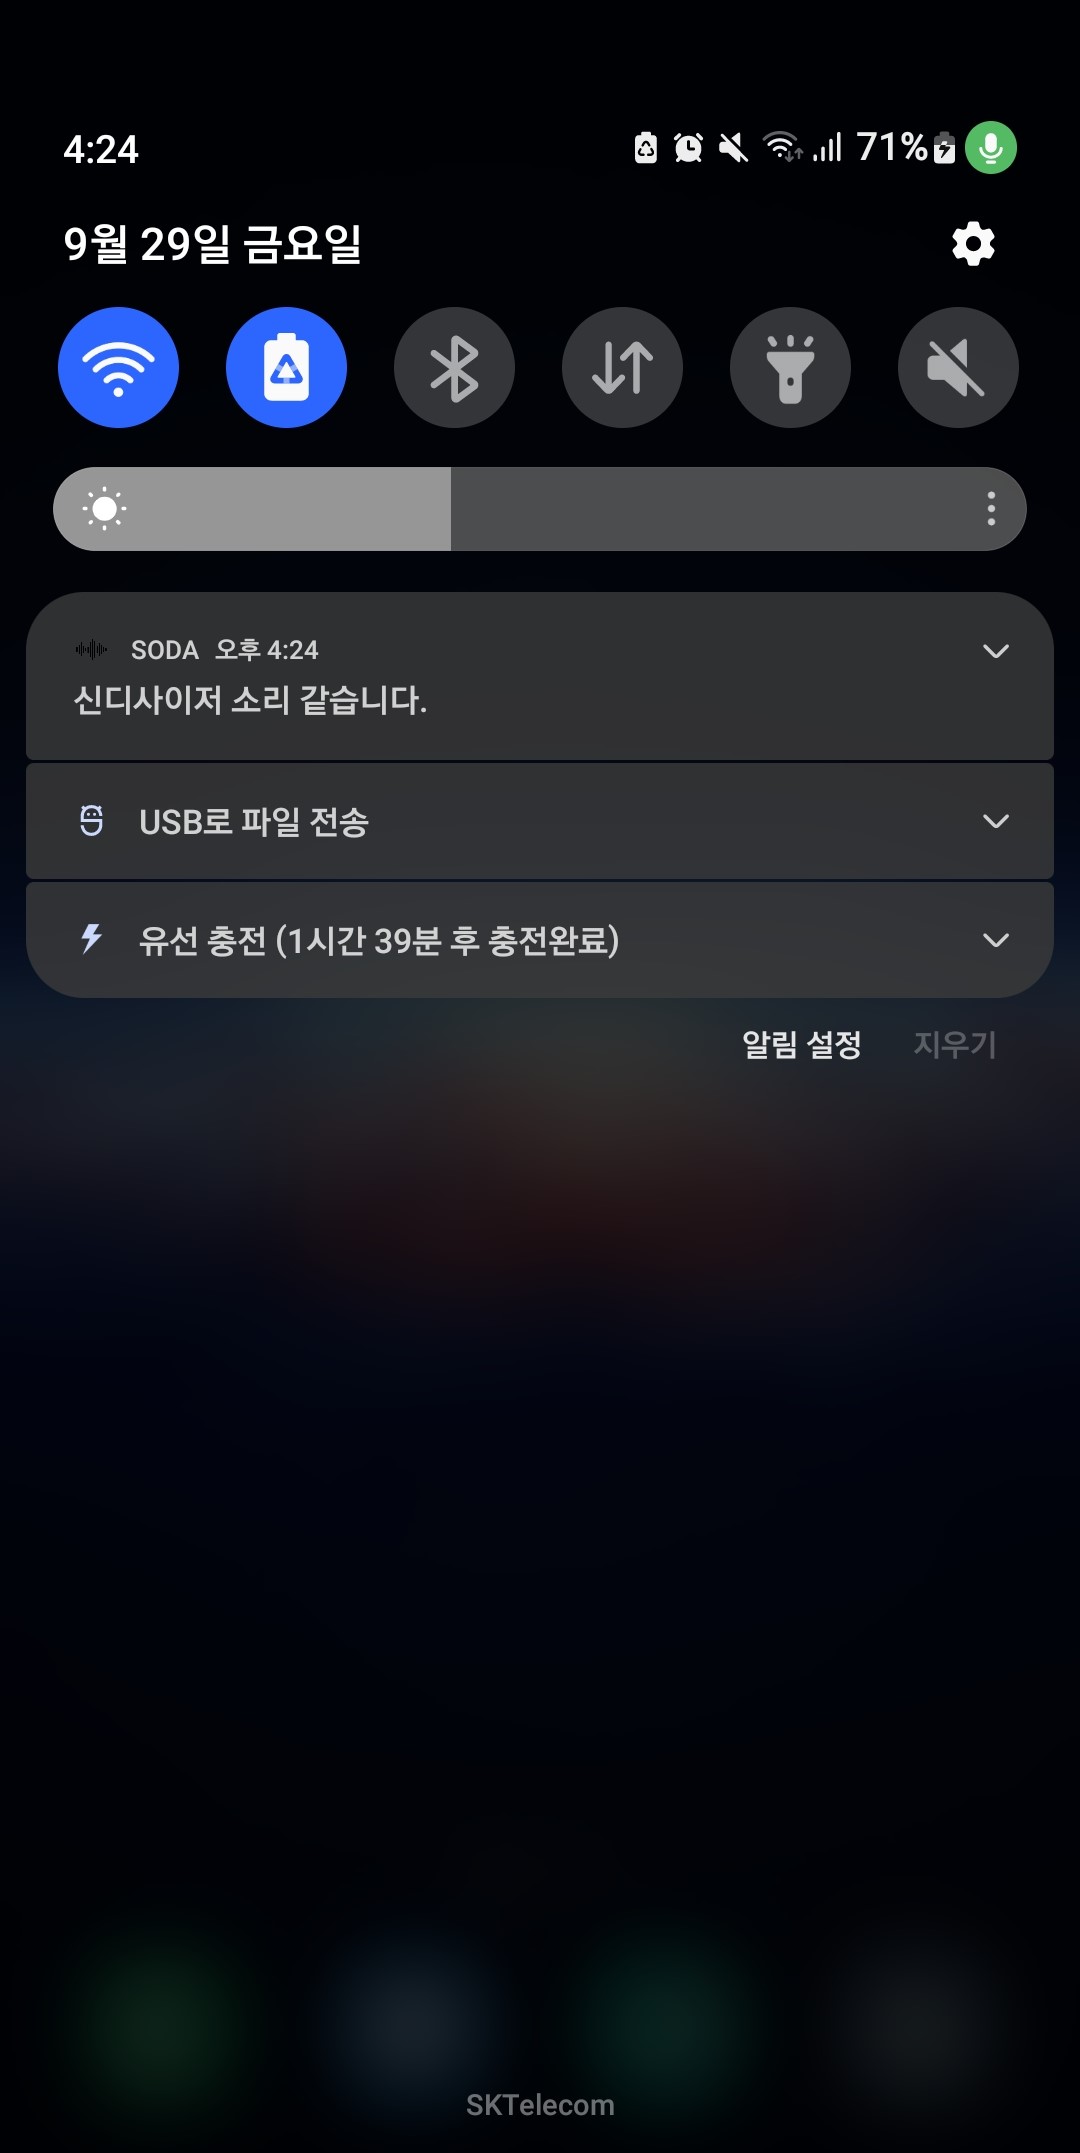 4:24
71%
9월 29일 금요일
SODA 오후 4:24
신디사이저 소리 같습니다.
USB로 파일 전송
유선 충전 (1시간 39분 후 충전완료)
알림 설정 지우기
SKTelecom